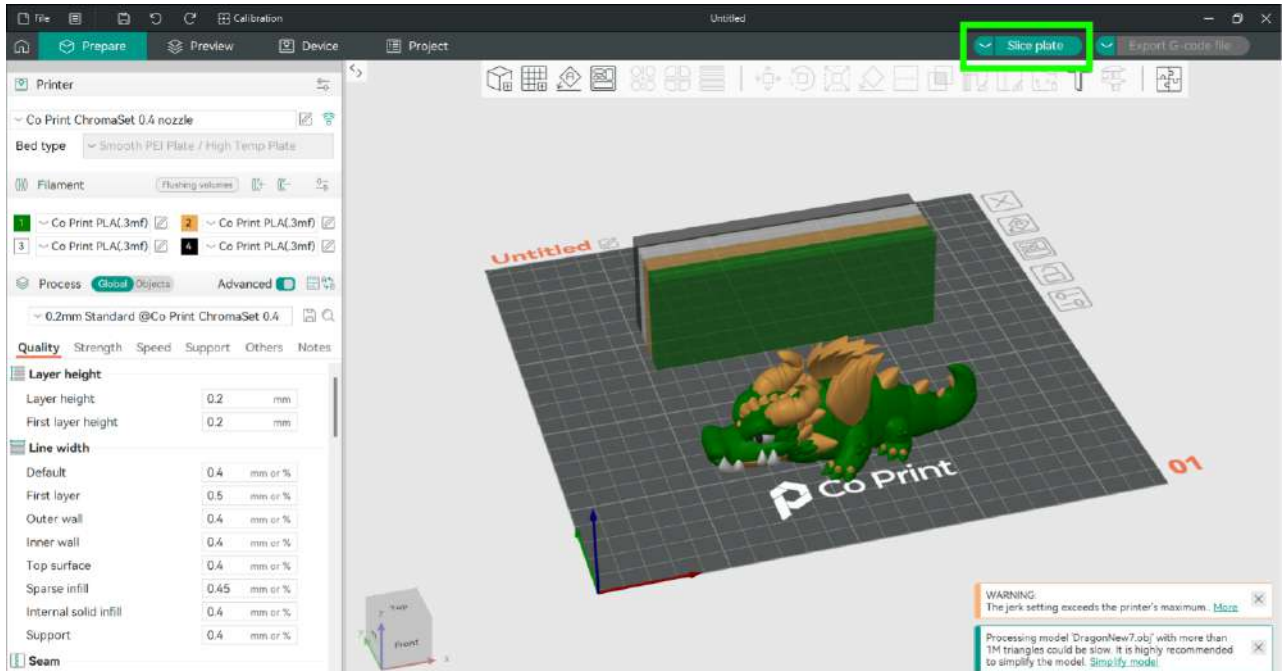 File Calibration Untitled
Prepare Preview Device Project Slice plate Export G-code file
Printer
Co Print ChromaSet 0.4 nozzle
Bed type Smooth PEI Plate / High Temp Plate
Filament Flushing volumes
1 Co Print PLA(.3mf) 2 Co Print PLA(.3mf)
3 Co Print PLA(.3mf) 4 Co Print PLA(.3mf)
Process Global Objects Advanced
0.2mm Standard @Co Print ChromaSet 0.4
Quality Strength Speed Support Others Notes
Layer height
Layer height 0.2 mm
First layer height 0.2 mm
Line width
Default 0.4 mm or %
First layer 0.5 mm or %
Outer wall 0.4 mm or %
Inner wall 0.4 mm or %
Top surface 0.4 mm or %
Sparse infill 0.45 mm or %
Internal solid infill 0.4 mm or %
Support 0.4 mm or %
Seam
Untitled
Co Print
01
Front
WARNING:
The jerk setting exceeds the printer's maximum.. More
Processing model 'DragonNew7.obj' with more than
1M triangles could be slow. It is highly recommended
to simplify the model. Simplify model